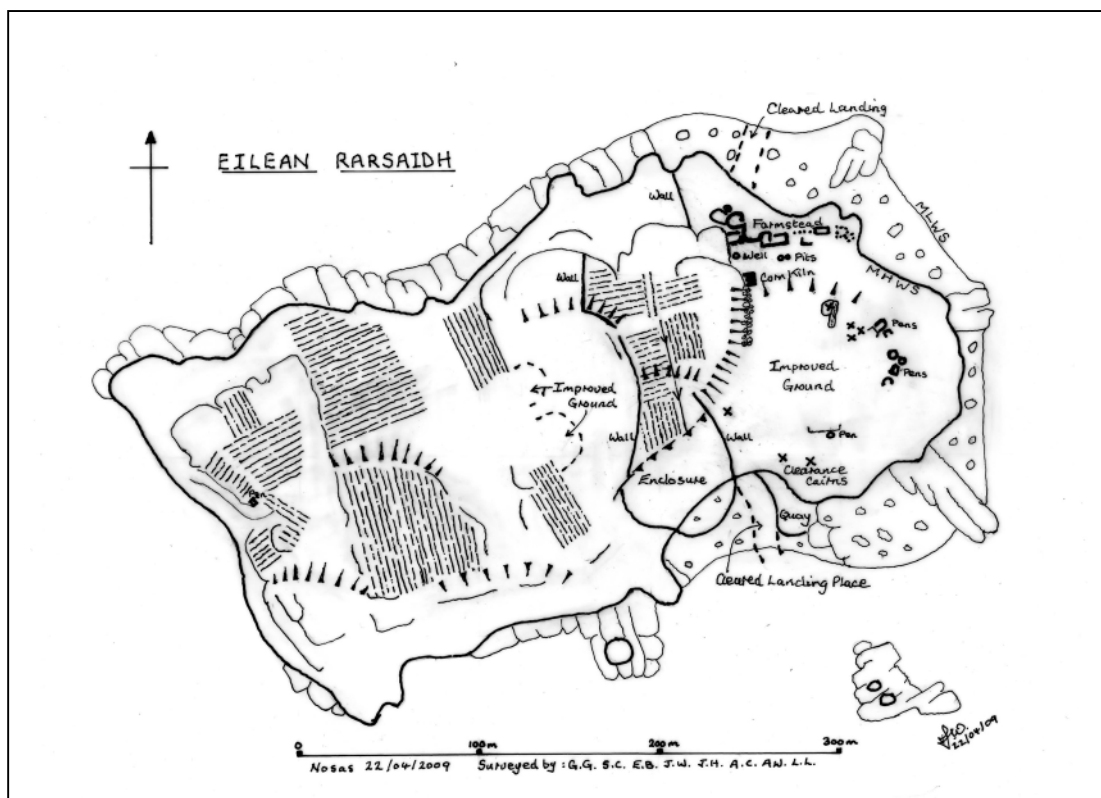 Cleared Landing
EILEAN RARSAIDH
MLWS
Wall
Farmstead
Well
Pits
Corn Kiln
MHWS
Wall
Pens
Improved
Ground
Improved
Ground
Pens
Wall
Wall
Pen
Clearance
Cairns
Pen
Enclosure
Quay
Cleared Landing Place
22/04/09
0
100m
200m
300m
Nosas 22/04/2009 Surveyed by: G.G. S.C. E.B. J.W. J.H. A.C. AW. L.L.